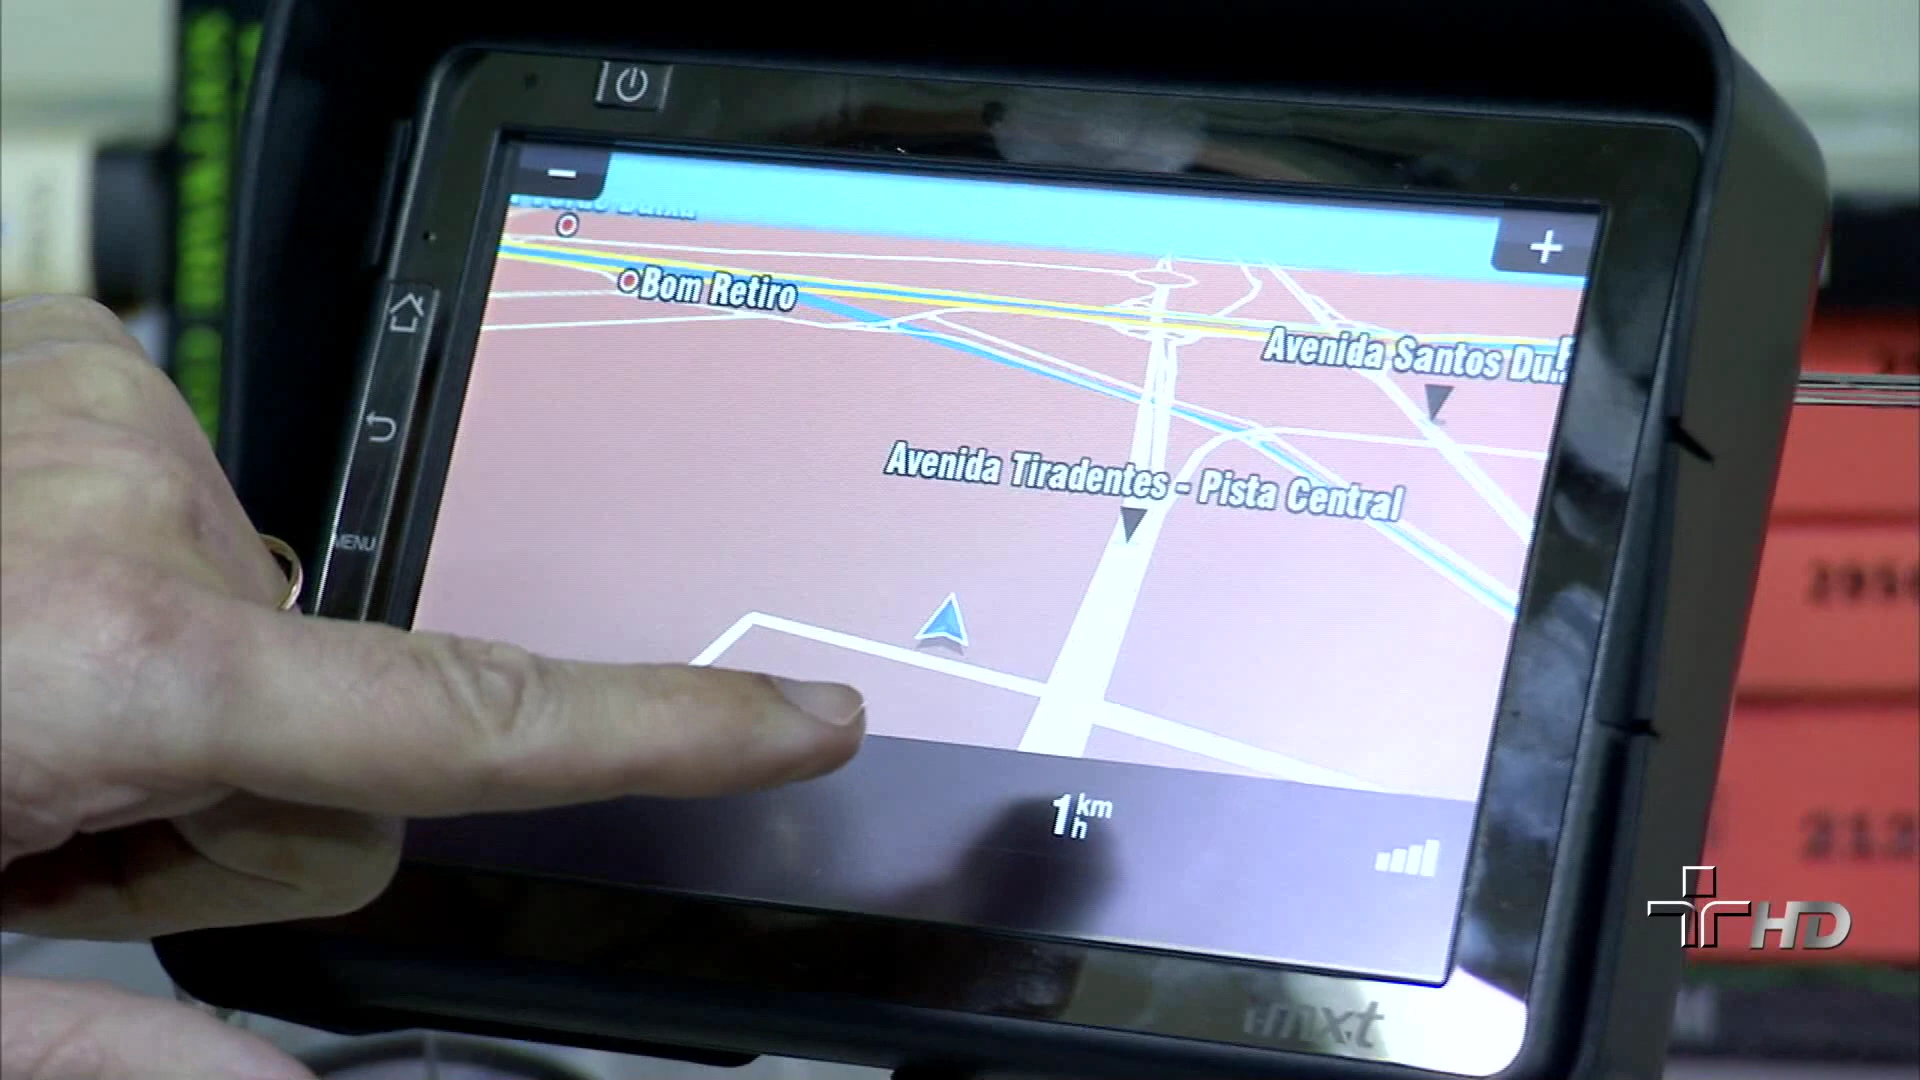 Bom Retiro
Avenida Santos Du..
Avenida Tiradentes - Pista Central
MENU
1 km
h
mxt
HD